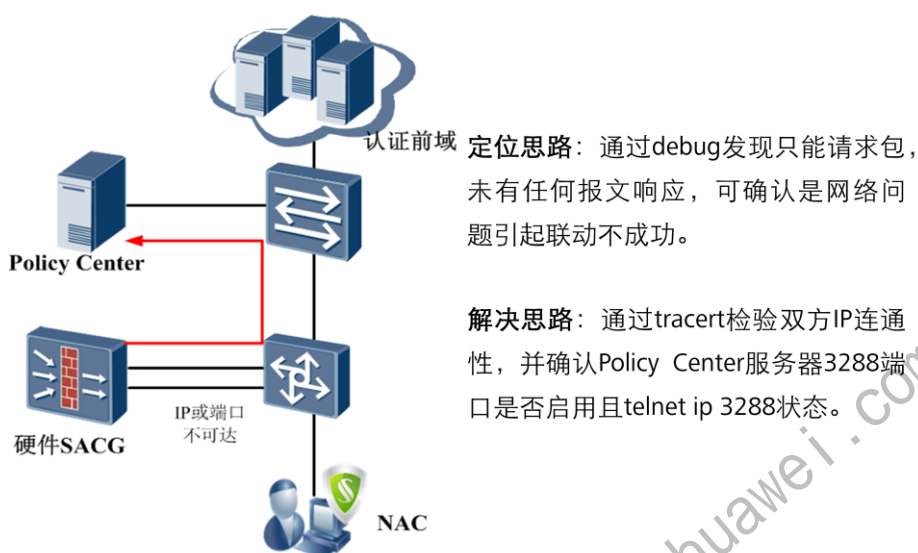 认证前域
Policy Center
硬件SACG
IP或端口
不可达
NAC
定位思路：通过debug发现只能请求包，
未有任何报文响应，可确认是网络问
题引起联动不成功。
解决思路：通过tracert检验双方IP连通
性，并确认Policy Center服务器3288端
口是否启用且telnet ip 3288状态。
huawei.com